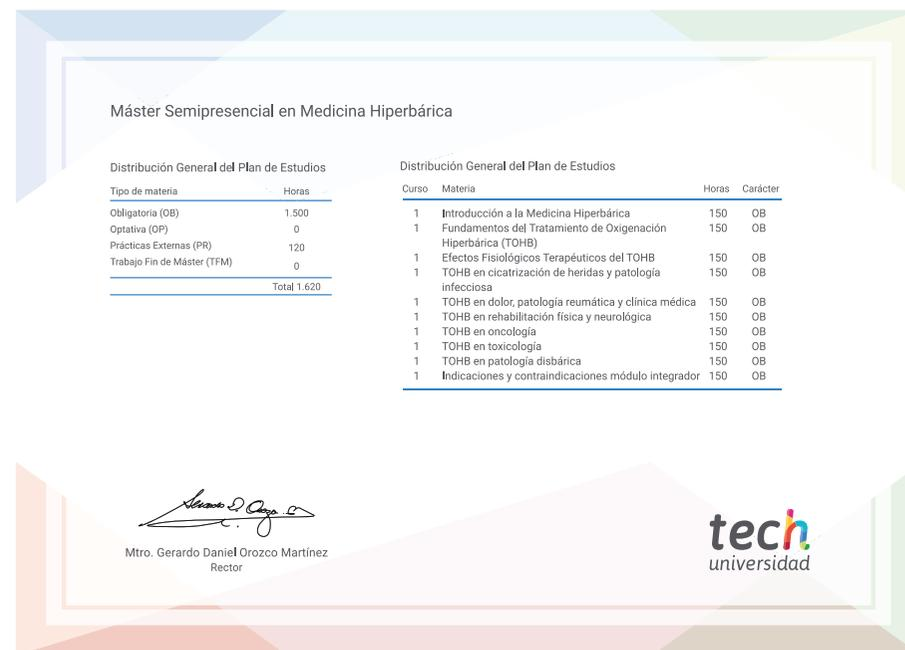 Máster Semipresencial en Medicina Hiperbárica
Distribución General del Plan de Estudios
Tipo de materia Horas
Obligatoria (OB) 1.500
Optativa (OP) 0
Prácticas Externas (PR) 120
Trabajo Fin de Máster (TFM) 0
Total 1.620
Distribución General del Plan de Estudios
Curso Materia Horas Carácter
1 Introducción a la Medicina Hiperbárica 150 OB
1 Fundamentos del Tratamiento de Oxigenación 150 OB
Hiperbárica (TOHB)
1 Efectos Fisiológicos Terapéuticos del TOHB 150 OB
1 TOHB en cicatrización de heridas y patología 150 OB
infecciosa
1 TOHB en dolor, patología reumática y clínica médica 150 OB
1 TOHB en rehabilitación física y neurológica 150 OB
1 TOHB en oncología 150 OB
1 TOHB en toxicología 150 OB
1 TOHB en patología disbárica 150 OB
1 Indicaciones y contraindicaciones módulo integrador 150 OB
Mtro. Gerardo Daniel Orozco Martínez
Rector
tech
universidad